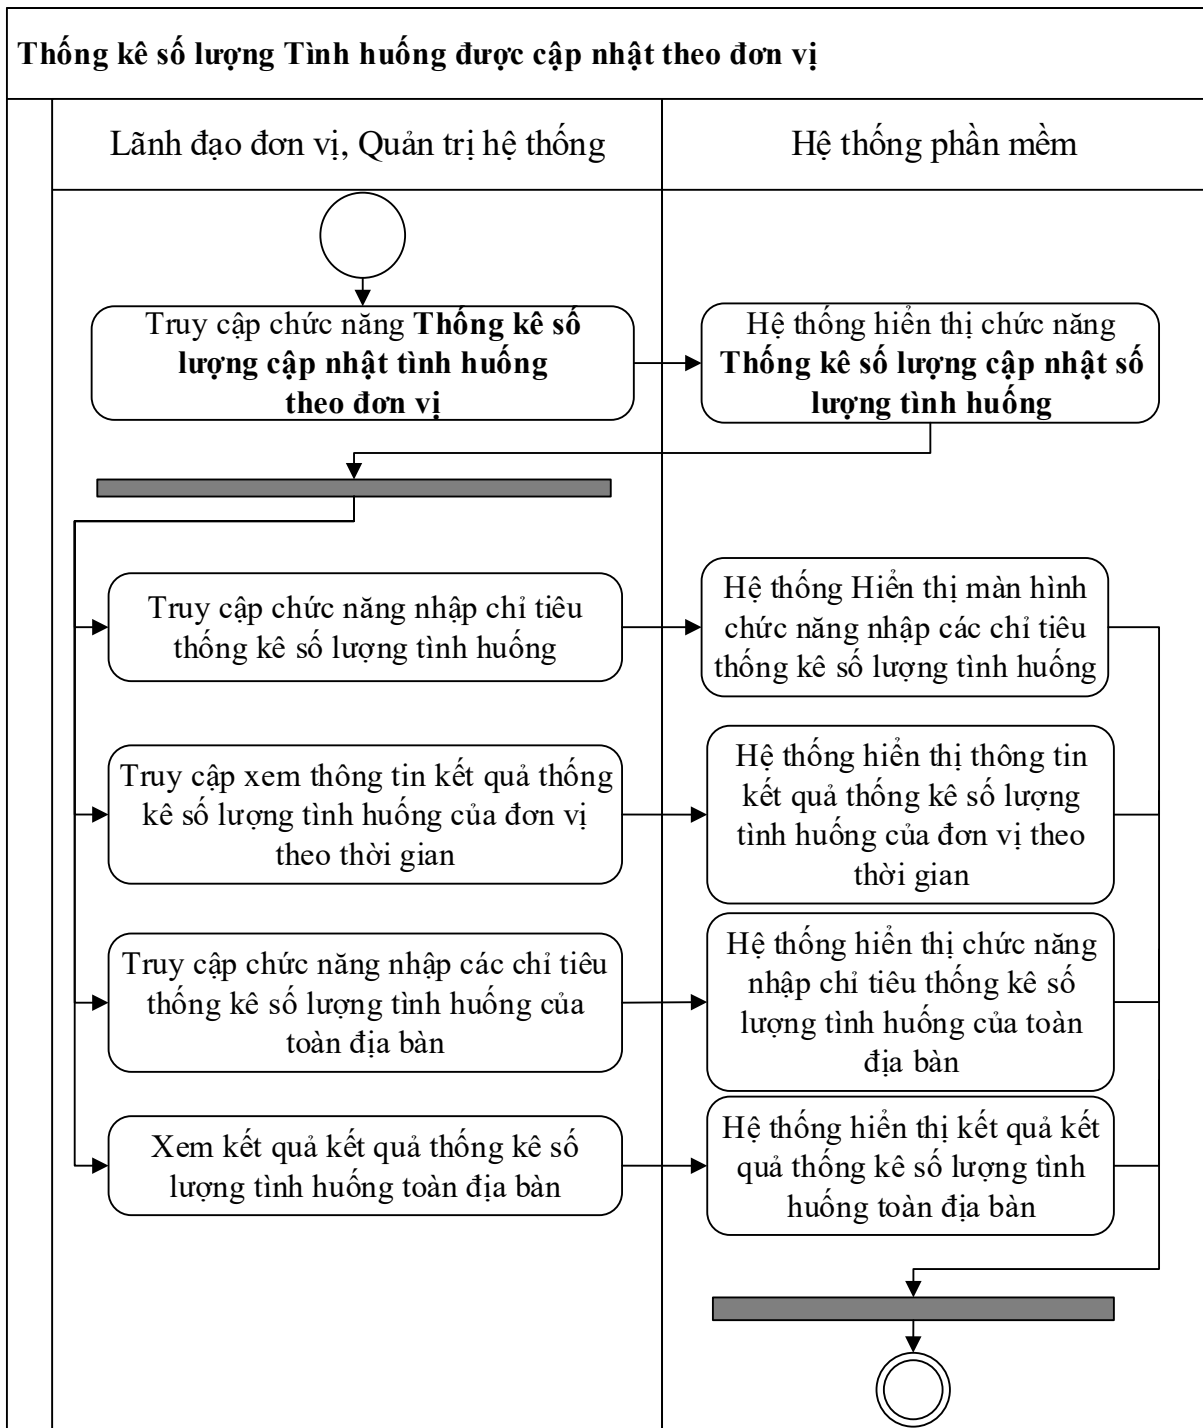 Thống kê số lượng Tình huống được cập nhật theo đơn vị
Lãnh đạo đơn vị, Quản trị hệ thống
Hệ thống phần mềm
Truy cập chức năng Thống kê số
lượng cập nhật tình huống
theo đơn vị
Hệ thống hiển thị chức năng
Thống kê số lượng cập nhật số
lượng tình huống
Truy cập chức năng nhập chỉ tiêu
thống kê số lượng tình huống
Hệ thống Hiển thị màn hình
chức năng nhập các chỉ tiêu
thống kê số lượng tình huống
Truy cập xem thông tin kết quả thống
kê số lượng tình huống của đơn vị
theo thời gian
Hệ thống hiển thị thông tin
kết quả thống kê số lượng
tình huống của đơn vị theo
thời gian
Truy cập chức năng nhập các chỉ tiêu
thống kê số lượng tình huống của
toàn địa bàn
Hệ thống hiển thị chức năng
nhập chỉ tiêu thống kê số
lượng tình huống của toàn
địa bàn
Xem kết quả kết quả thống kê số
lượng tình huống toàn địa bàn
Hệ thống hiển thị kết quả kết
quả thống kê số lượng tình
huống toàn địa bàn